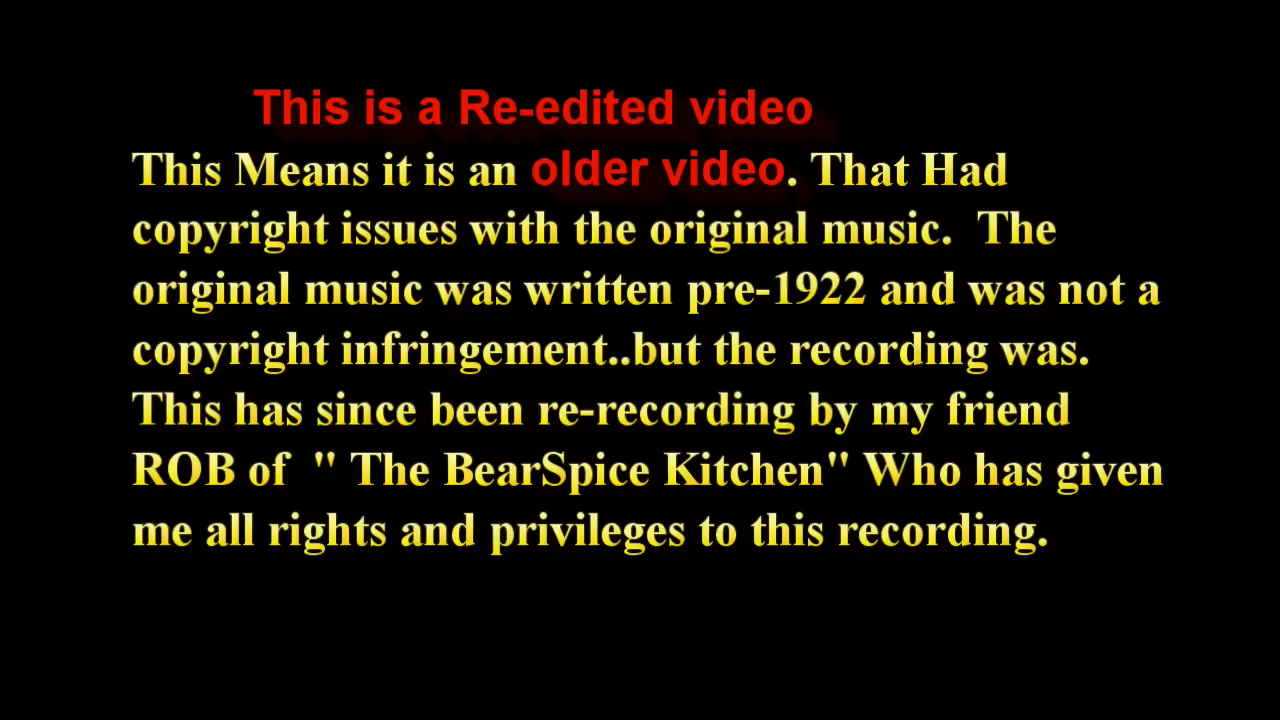 This is a Re-edited video
This Means it is an older video. That Had
copyright issues with the original music.  The
original music was written pre-1922 and was not a
copyright infringement..but the recording was.
This has since been re-recording by my friend
ROB of  " The BearSpice Kitchen" Who has given
me all rights and privileges to this recording.